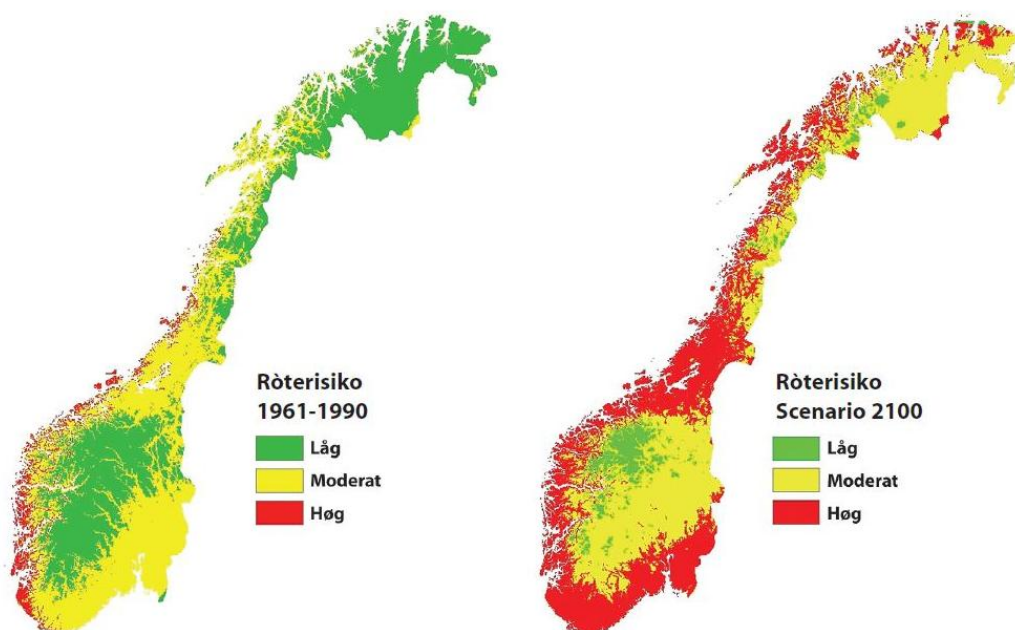 Ròterisiko
1961-1990
Låg
Moderat
Høg
Ròterisiko
Scenario 2100
Låg
Moderat
Høg